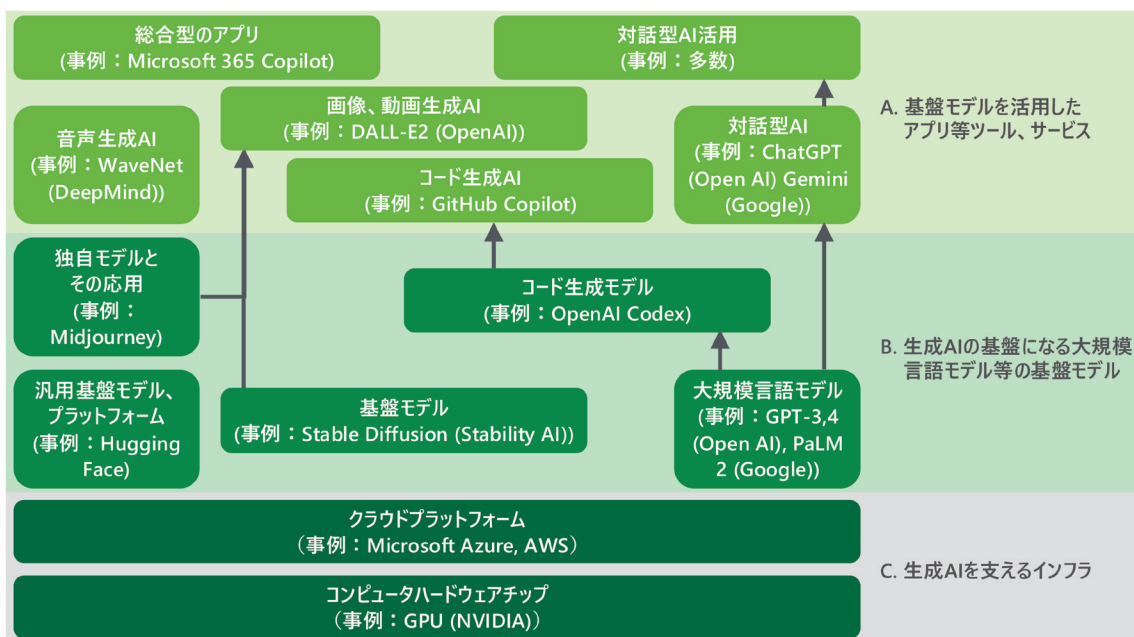 総合型のアプリ
(事例：Microsoft 365 Copilot)
対話型AI活用
(事例：多数)
画像、動画生成AI
(事例：DALL-E2 (OpenAI))
音声生成AI
(事例：WaveNet
(DeepMind))
対話型AI
(事例：ChatGPT
(Open AI) Gemini
(Google))
コード生成AI
(事例：GitHub Copilot)
A. 基盤モデルを活用した
アプリ等ツール、サービス
独自モデルと
その応用
(事例：
Midjourney)
コード生成モデル
(事例：OpenAI Codex)
汎用基盤モデル、
プラットフォーム
(事例：Hugging
Face)
基盤モデル
(事例：Stable Diffusion (Stability AI))
大規模言語モデル
(事例：GPT-3,4
(Open AI), PaLM
2 (Google))
B. 生成AIの基盤になる大規模
言語モデル等の基盤モデル
クラウドプラットフォーム
（事例：Microsoft Azure, AWS）
コンピュータハードウェアチップ
（事例：GPU (NVIDIA)）
C. 生成AIを支えるインフラ